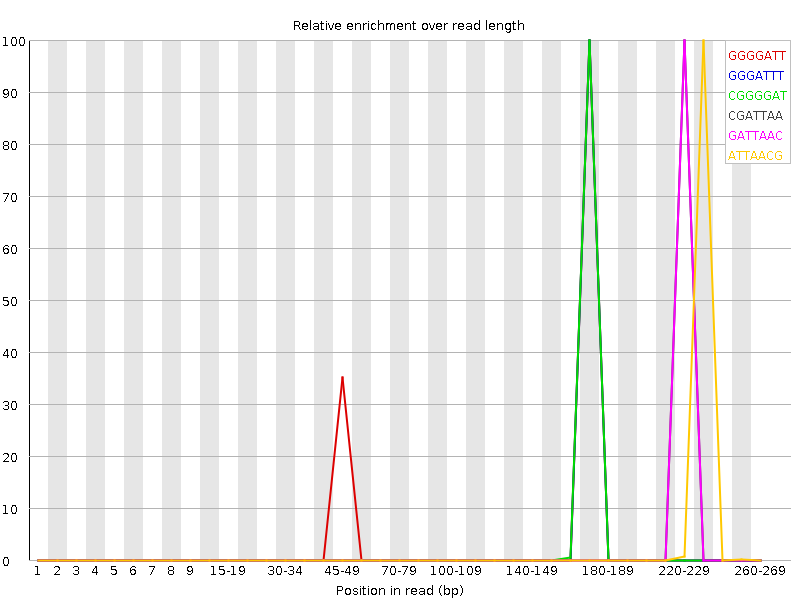 Relative enrichment over read length
100
90
80
70
60
50
40
30
20
10
0
GGGGATT
GGGATTT
CGGGGAT
CGATTAA
GATTAAC
ATTAACG
1 2 3 4 5 6 7 8 9 15-19 30-34 45-49 70-79 100-109 140-149 180-189 220-229 260-269
Position in read (bp)